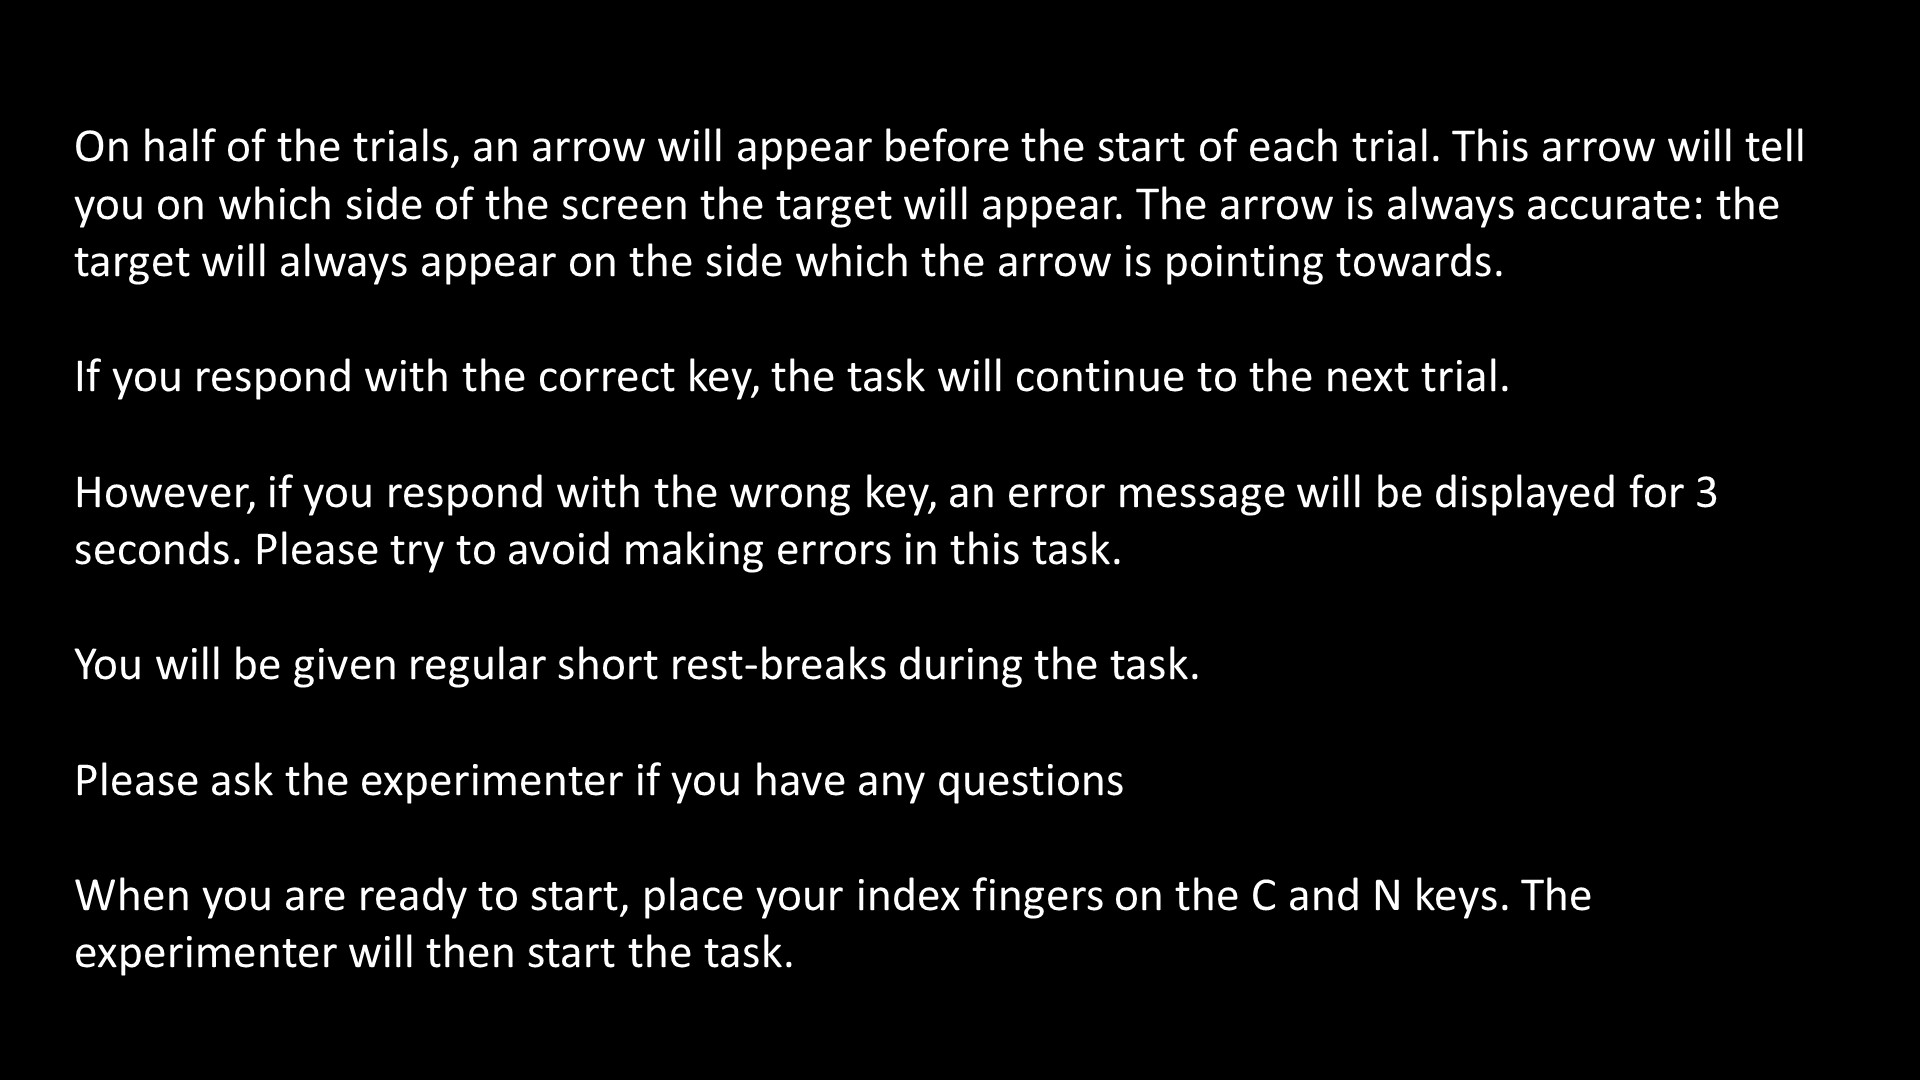 On half of the trials, an arrow will appear before the start of each trial. This arrow will tell
you on which side of the screen the target will appear. The arrow is always accurate: the
target will always appear on the side which the arrow is pointing towards.
If you respond with the correct key, the task will continue to the next trial.
However, if you respond with the wrong key, an error message will be displayed for 3
seconds. Please try to avoid making errors in this task.
You will be given regular short rest-breaks during the task.
Please ask the experimenter if you have any questions
When you are ready to start, place your index fingers on the C and N keys. The
experimenter will then start the task.